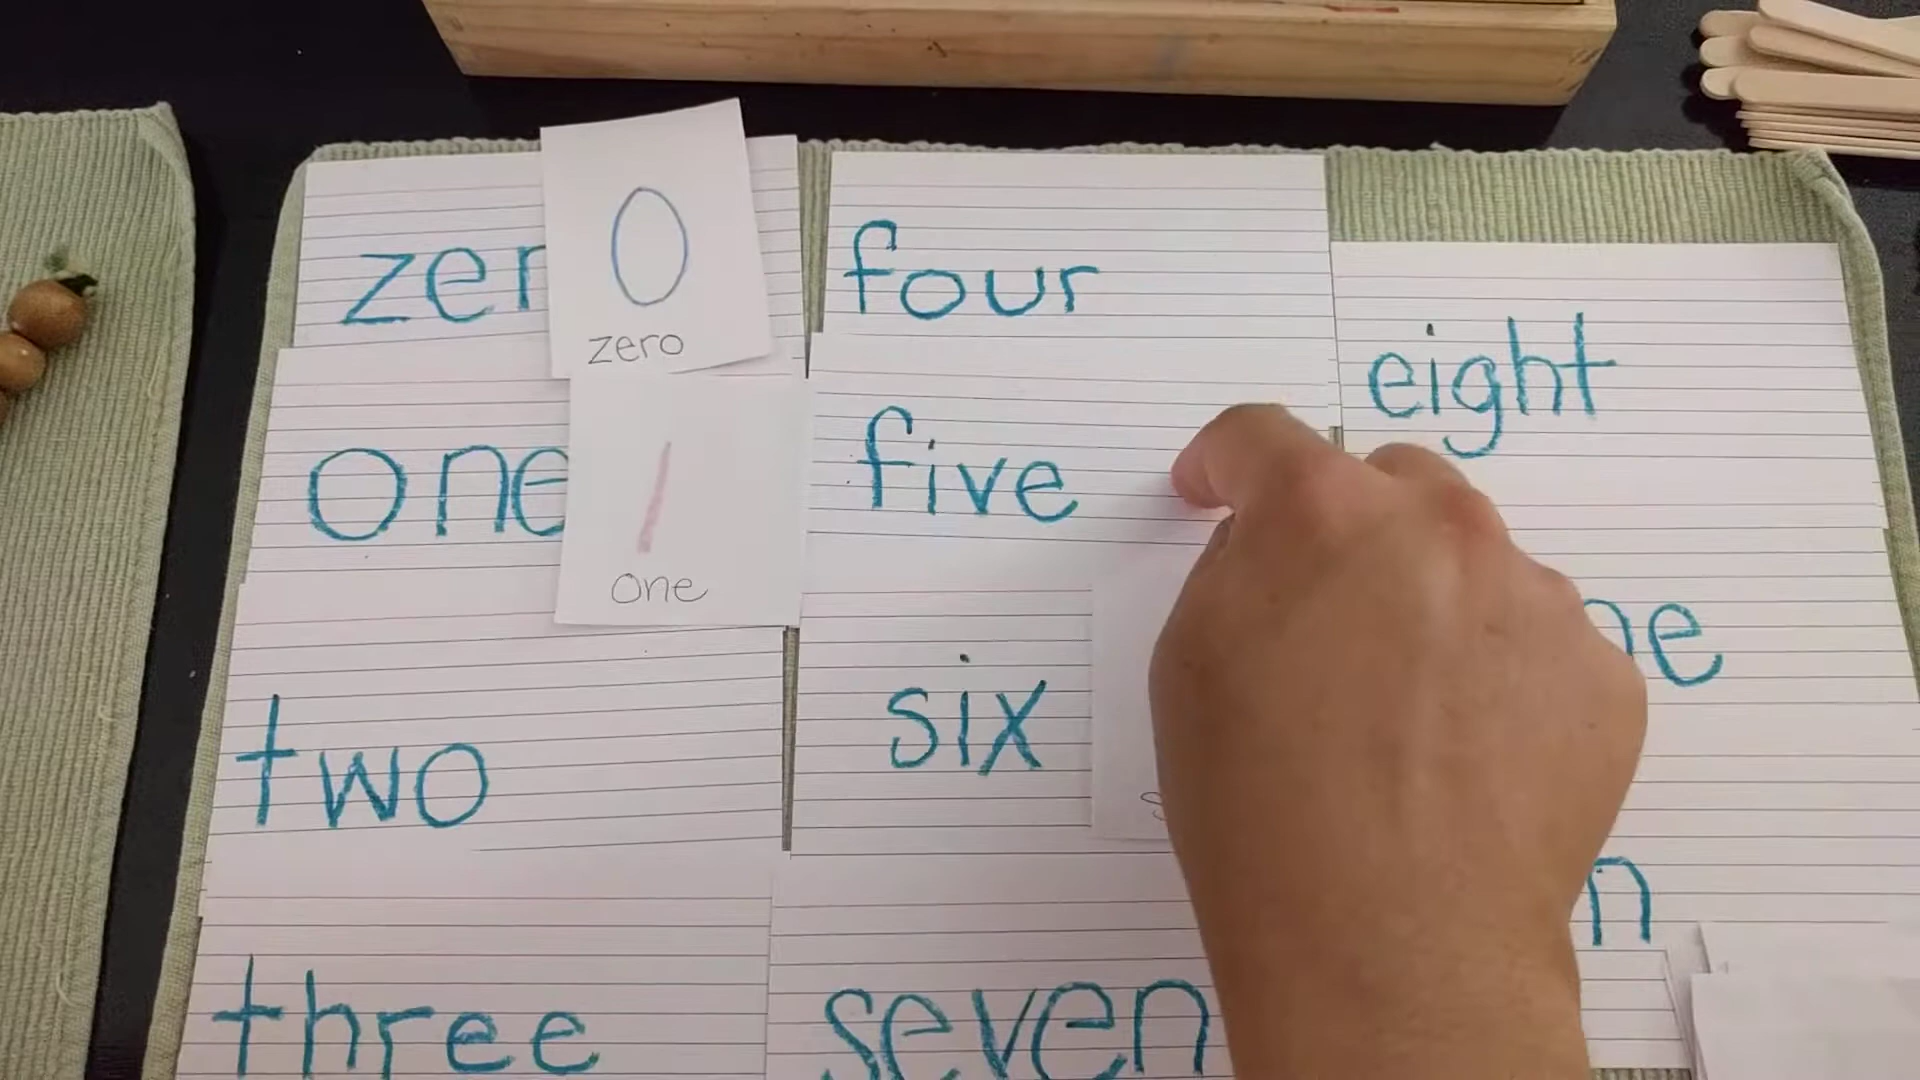 zer
0
zero
one
1
one
two
three
four
five
six
seven
eight